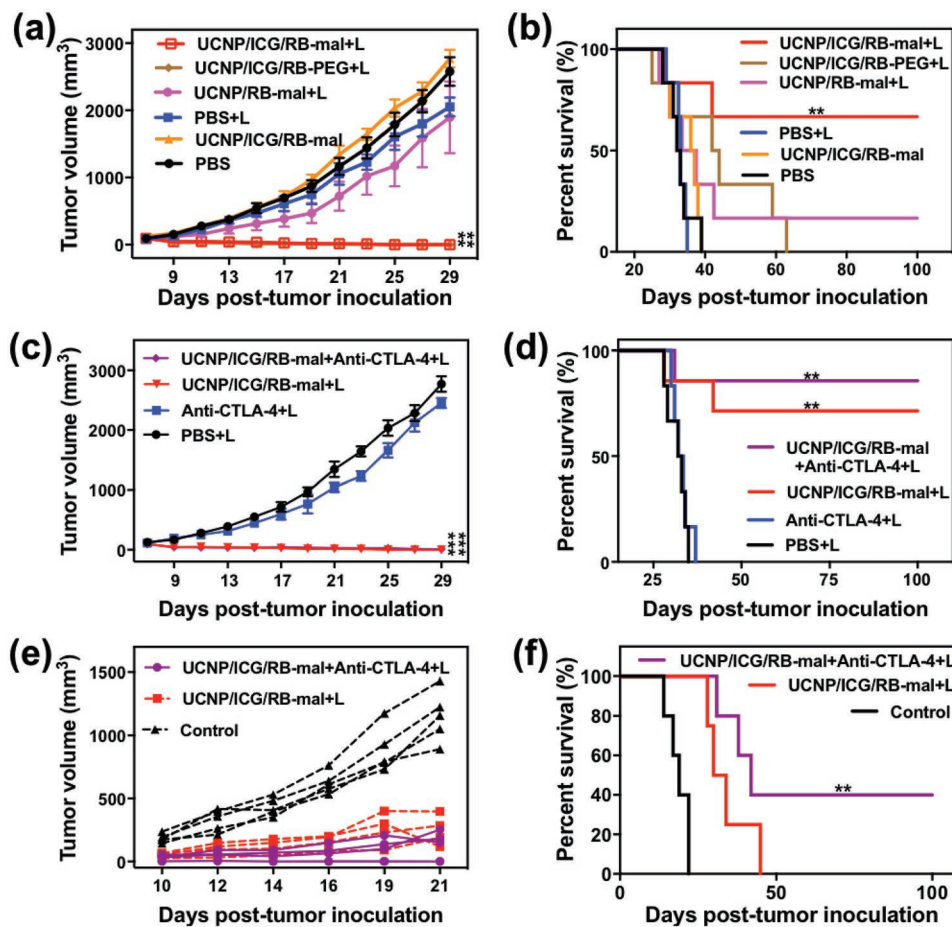 (a)
Tumor volume (mm³)
3000
2000
1000
0
UCNP/ICG/RB-mal+L
UCNP/ICG/RB-PEG+L
UCNP/RB-mal+L
PBS+L
UCNP/ICG/RB-mal
PBS
**
**
9 13 17 21 25 29
Days post-tumor inoculation
(b)
Percent survival (%)
100
50
0
UCNP/ICG/RB-mal+L
UCNP/ICG/RB-PEG+L
UCNP/RB-mal+L
**
PBS+L
UCNP/ICG/RB-mal
PBS
20 40 60 80 100
Days post-tumor inoculation
(c)
Tumor volume (mm³)
3000
2000
1000
0
UCNP/ICG/RB-mal+Anti-CTLA-4+L
UCNP/ICG/RB-mal+L
Anti-CTLA-4+L
PBS+L
***
***
9 13 17 21 25 29
Days post-tumor inoculation
(d)
Percent survival (%)
100
50
0
**
**
UCNP/ICG/RB-mal
+Anti-CTLA-4+L
UCNP/ICG/RB-mal+L
Anti-CTLA-4+L
PBS+L
25 50 75 100
Days post-tumor inoculation
(e)
Tumor volume (mm³)
1500
1000
500
0
UCNP/ICG/RB-mal+Anti-CTLA-4+L
UCNP/ICG/RB-mal+L
Control
10 12 14 16 19 21
Days post-tumor inoculation
(f)
Percent survival (%)
100
80
60
40
20
0
UCNP/ICG/RB-mal+Anti-CTLA-4+L
UCNP/ICG/RB-mal+L
Control
**
0 50 100
Days post-tumor inoculation